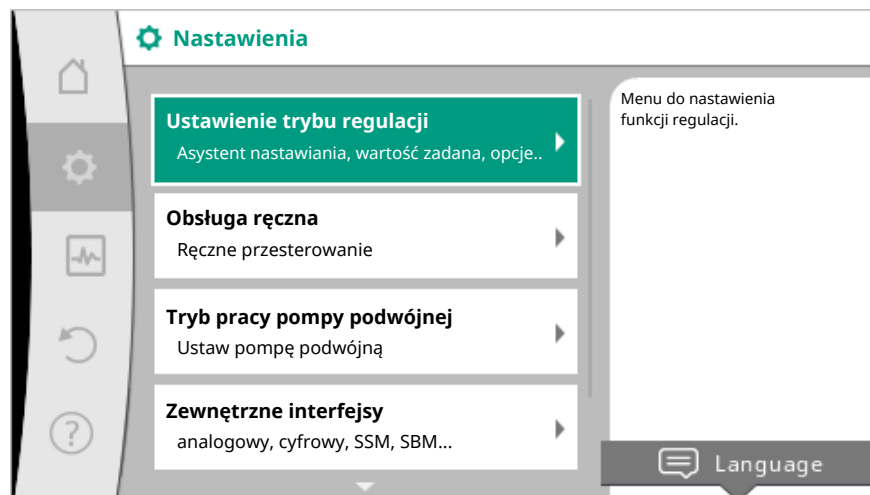 Nastawienia
Ustawienie trybu regulacji
Asystent nastawiania, wartość zadana, opcje..
Obsługa ręczna
Ręczne przesterowanie
Tryb pracy pompy podwójnej
Ustaw pompę podwójną
Zewnętrzne interfejsy
analogowy, cyfrowy, SSM, SBM...
Menu do nastawienia
funkcji regulacji.
Language